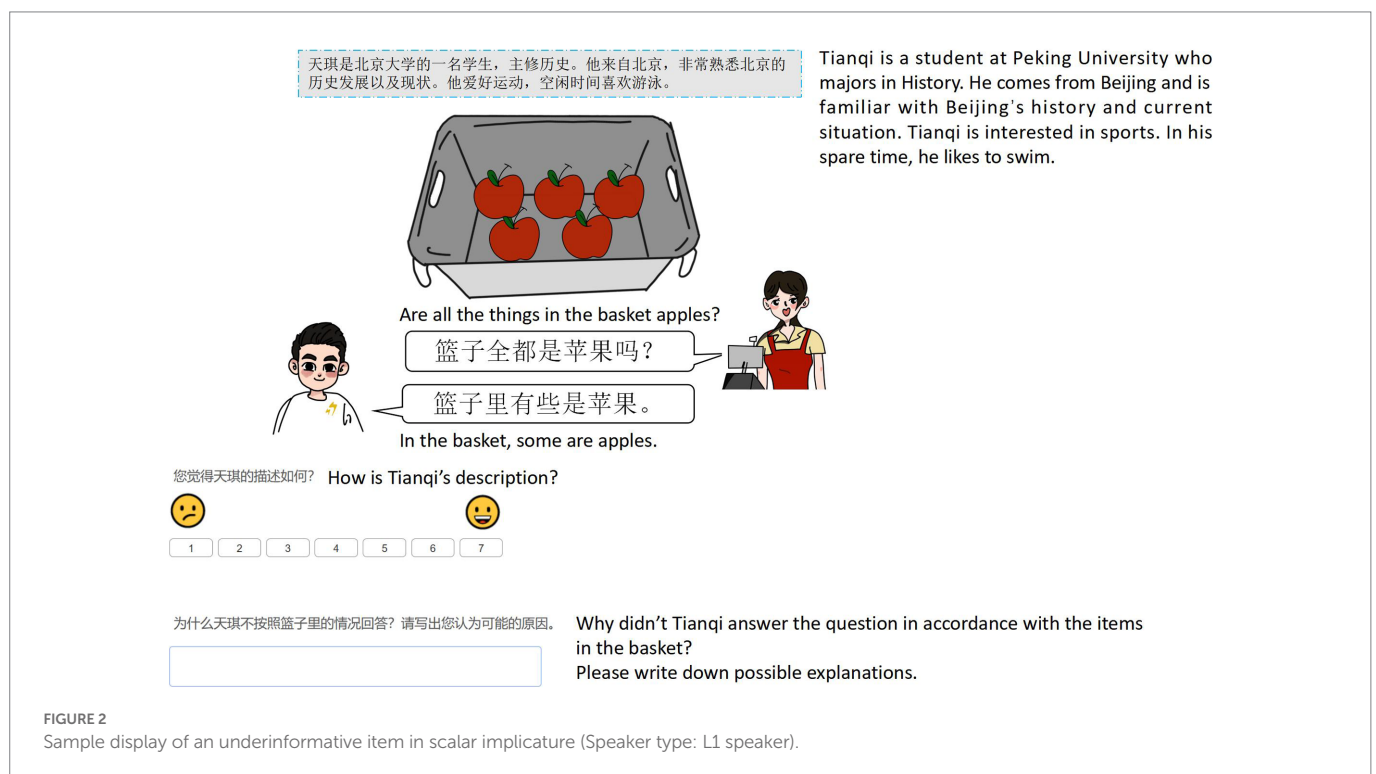 天琪是北京大学的一名学生，主修历史。他来自北京，非常熟悉北京的
历史发展以及现状。他爱好运动，空闲时间喜欢游泳。
Tianqi is a student at Peking University who
majors in History. He comes from Beijing and is
familiar with Beijing's history and current
situation. Tianqi is interested in sports. In his
spare time, he likes to swim.
Are all the things in the basket apples?
篮子全都是苹果吗？
篮子里有些是苹果。
In the basket, some are apples.
您觉得天琪的描述如何？ How is Tianqi's description?
1 2 3 4 5 6 7
为什么天琪不按照篮子里的情况回答？请写出您认为可能的原因。
Why didn't Tianqi answer the question in accordance with the items
in the basket?
Please write down possible explanations.
FIGURE 2
Sample display of an underinformative item in scalar implicature (Speaker type: L1 speaker).